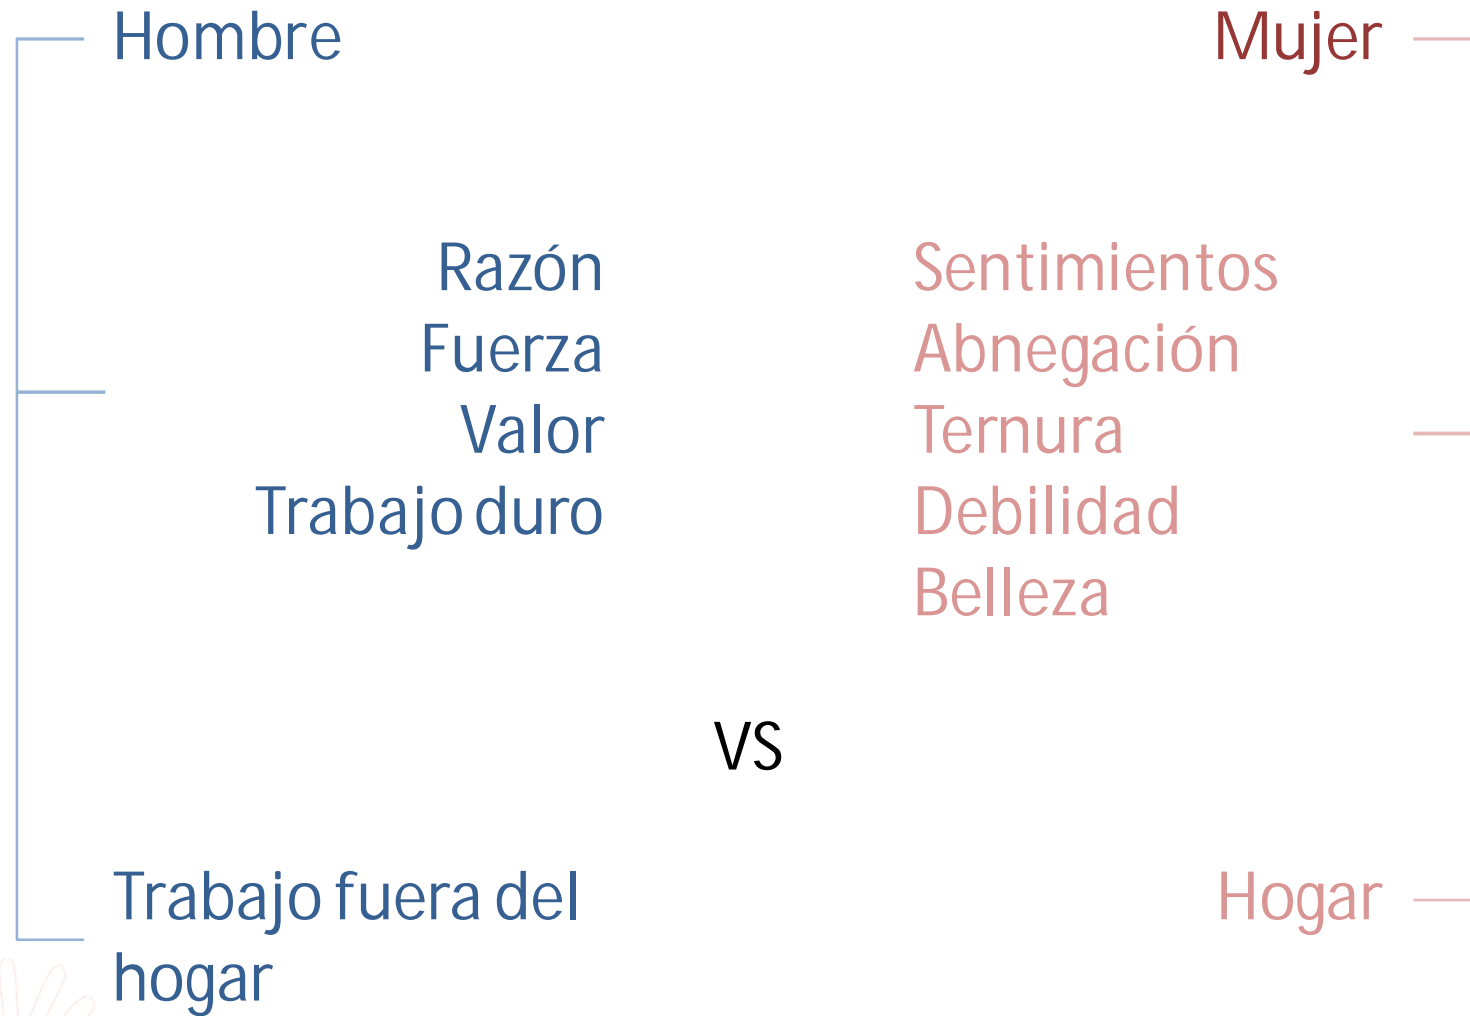 Hombre
Mujer
Razón
Fuerza
Valor
Trabajo duro
Sentimientos
Abnegación
Ternura
Debilidad
Belleza
VS
Trabajo fuera del
hogar
Hogar